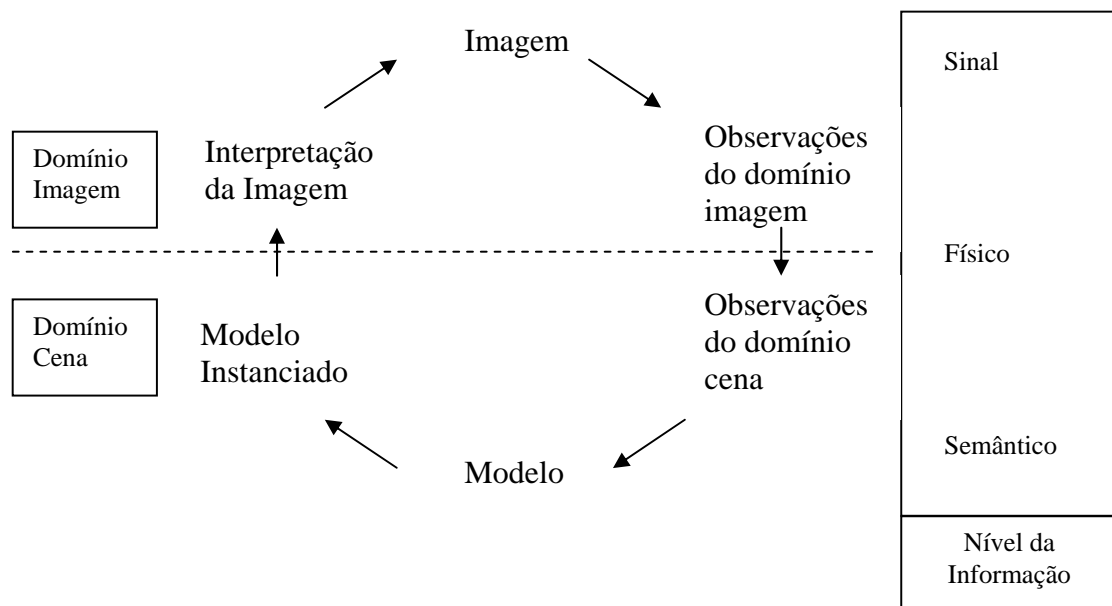 Imagem
Sinal
Domínio
Imagem
Interpretação
da Imagem
Observações
do domínio
imagem
Físico
Domínio
Cena
Modelo
Instanciado
Observações
do domínio
cena
Semântico
Modelo
Nível da
Informação